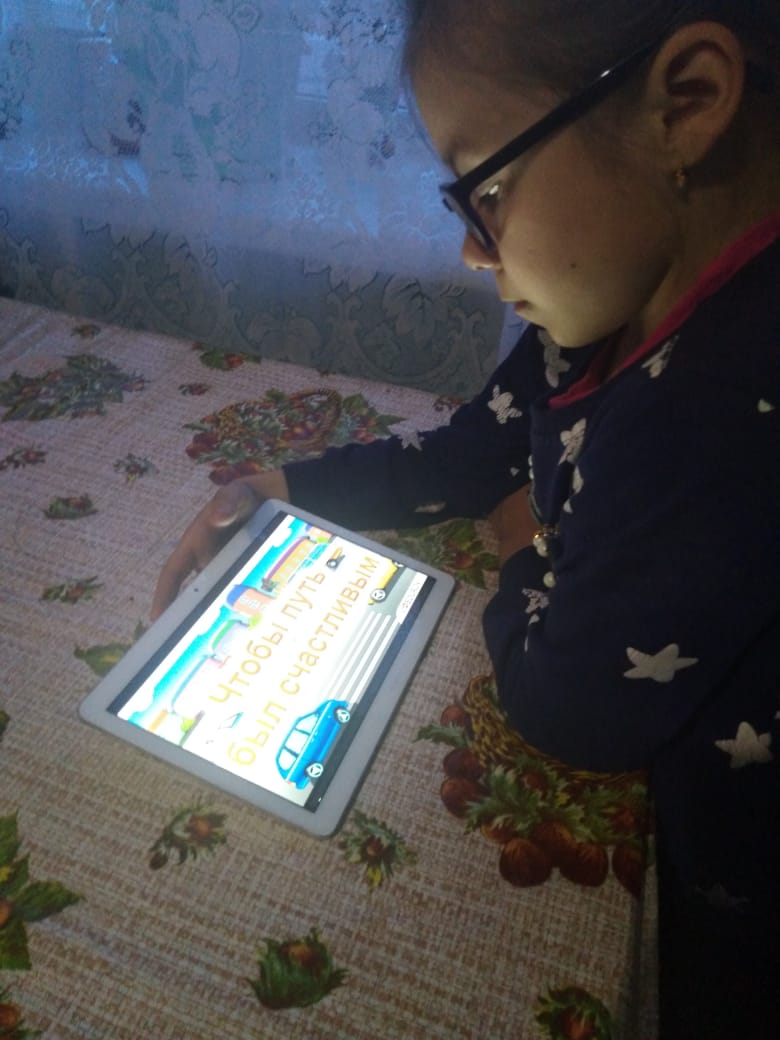 Чтобы путь
был счастливым